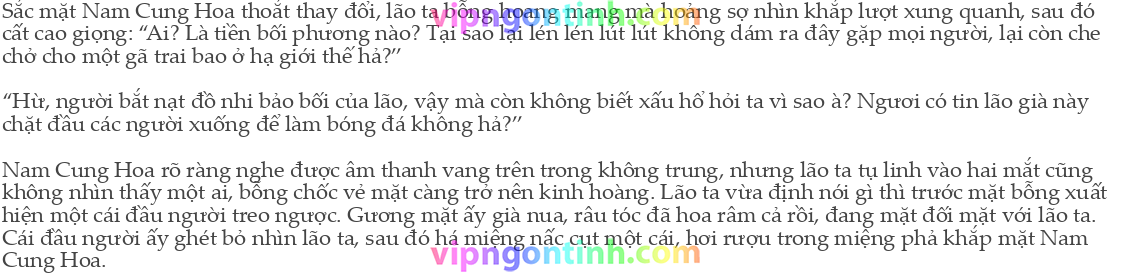 Sắc mặt Nam Cung Hoa thoắt thay đổi, lão ta bỗng hoang mang mà hoảng sợ nhìn khắp lượt xung quanh, sau đó
cất cao giọng: “Ai? Là tiền bối phương nào? Tại sao lại lén lén lút lút không dám ra đây gặp mọi người, lại còn che
chở cho một gã trai bao ở hạ giới thế hả?”
“Hừ, người bắt nạt đồ nhi bảo bối của lão, vậy mà còn không biết xấu hổ hỏi ta vì sao à? Ngươi có tin lão già này
chặt đầu các người xuống để làm bóng đá không hả?”
Nam Cung Hoa rõ ràng nghe được âm thanh vang trên trong không trung, nhưng lão ta tụ linh vào hai mắt cũng
không nhìn thấy một ai, bỗng chốc vẻ mặt càng trở nên kinh hoàng. Lão ta vừa định nói gì thì trước mặt bỗng xuất
hiện một cái đầu người treo ngược. Gương mặt ấy già nua, râu tóc đã hoa râm cả rồi, đang mặt đối mặt với lão ta.
Cái đầu người ấy ghét bỏ nhìn lão ta, sau đó há miệng nấc cụt một cái, hơi rượu trong miệng phả khắp mặt Nam
Cung Hoa.
vipngontinh.com
vipngontinh.com